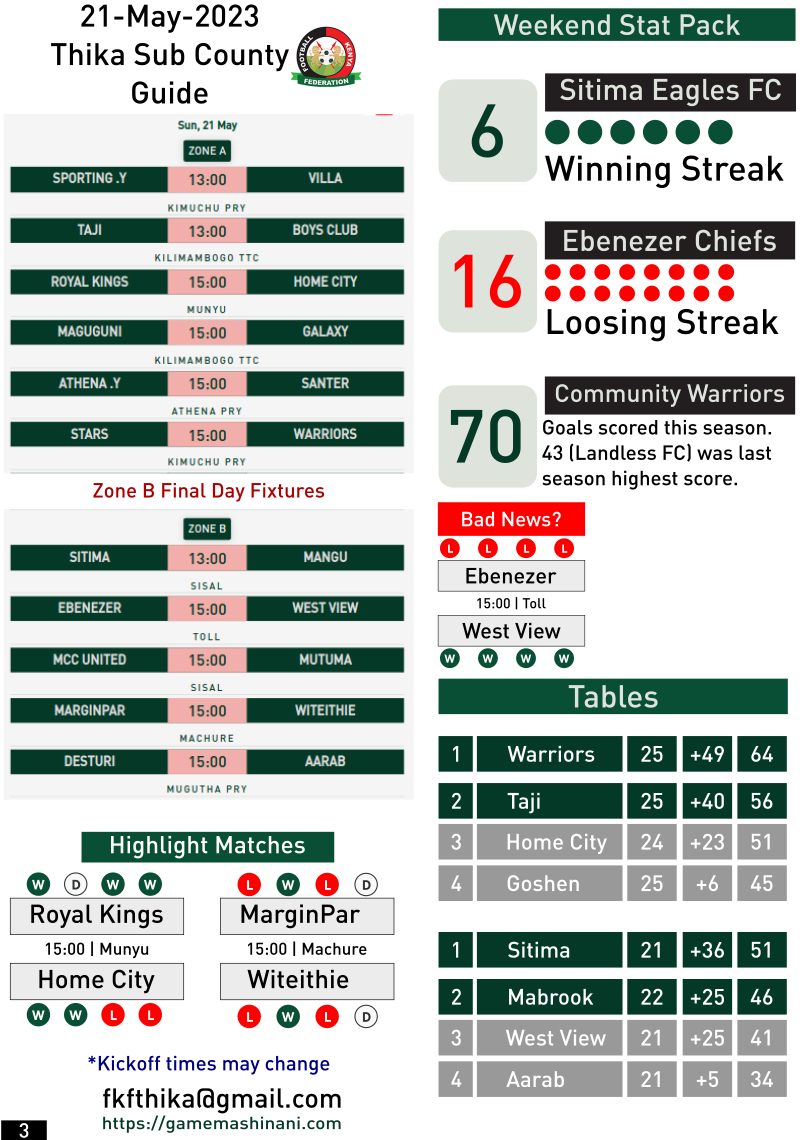 21-May-2023
Thika Sub County
Guide
FOOTBALL
KENYA
FEDERATION
Sun, 21 May
ZONE A
SPORTING .Y 13:00 VILLA
KIMUCHU PRY
TAJI 13:00 BOYS CLUB
KILIMAMBOGO TTC
ROYAL KINGS 15:00 HOME CITY
MUNYU
MAGUGUNI 15:00 GALAXY
KILIMAMBOGO TTC
ATHENA .Y 15:00 SANTER
ATHENA PRY
STARS 15:00 WARRIORS
KIMUCHU PRY
Zone B Final Day Fixtures
ZONE B
SITIMA 13:00 MANGU
SISAL
EBENEZER 15:00 WEST VIEW
TOLL
MCC UNITED 15:00 MUTUMA
SISAL
MARGINPAR 15:00 WITEITHIE
MACHURE
DESTURI 15:00 AARAB
MUGUTHA PRY
Highlight Matches
W D W W
Royal Kings
15:00 | Munyu
Home City
W W L L
L W L D
MarginPar
15:00 | Machure
Witeithie
L W L D
*Kickoff times may change
fkfthika@gmail.com
https://gamemashinani.com
3
Weekend Stat Pack
6
Sitima Eagles FC
Winning Streak
16
Ebenezer Chiefs
Loosing Streak
70
Community Warriors
Goals scored this season.
43 (Landless FC) was last
season highest score.
Bad News?
L L L L
Ebenezer
15:00 | Toll
West View
W W W W
Tables
1 Warriors 25 +49 64
2 Taji 25 +40 56
3 Home City 24 +23 51
4 Goshen 25 +6 45
1 Sitima 21 +36 51
2 Mabrook 22 +25 46
3 West View 21 +25 41
4 Aarab 21 +5 34